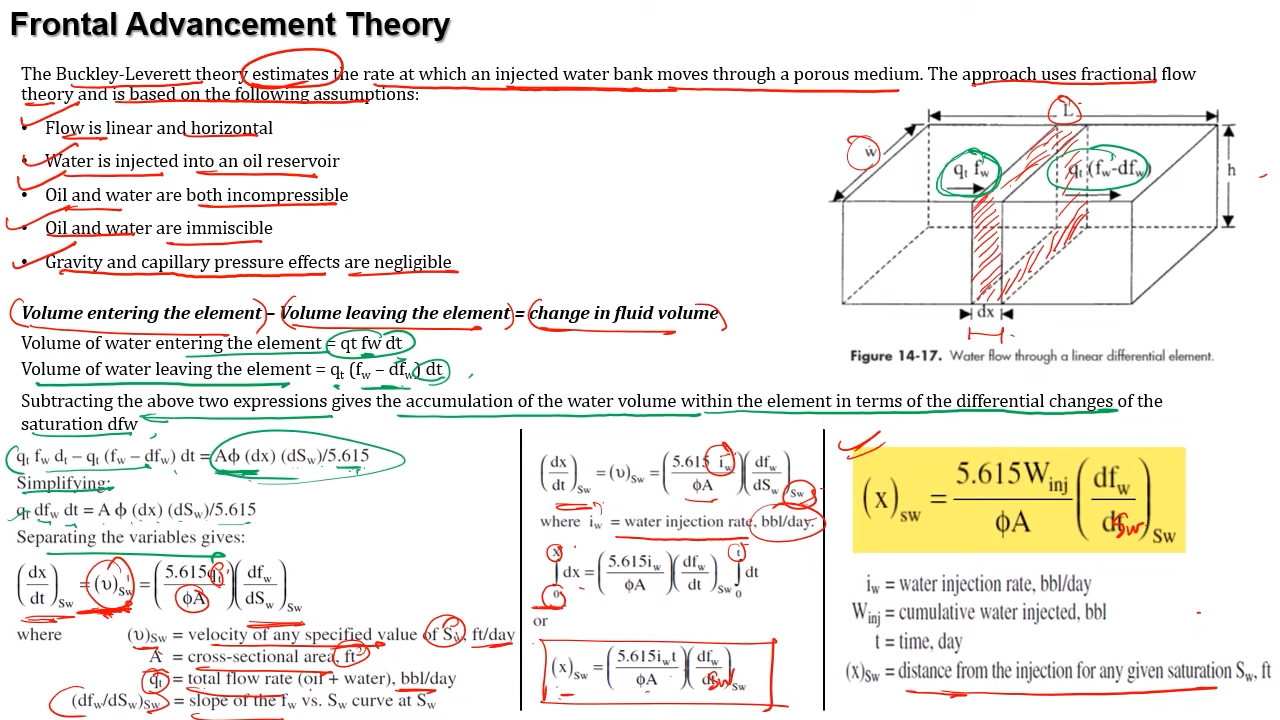 Frontal Advancement Theory
The Buckley-Leverett theory estimates the rate at which an injected water bank moves through a porous medium. The approach uses fractional flow
theory and is based on the following assumptions:
• Flow is linear and horizontal
• Water is injected into an oil reservoir
• Oil and water are both incompressible
• Oil and water are immiscible
• Gravity and capillary pressure effects are negligible
L
w
qt fw
qt (fw-dfw)
h
dx
Figure 14-17. Water flow through a linear differential element.
Volume entering the element – Volume leaving the element = change in fluid volume
Volume of water entering the element = qt fw dt
Volume of water leaving the element = qt (fw – dfw) dt
Subtracting the above two expressions gives the accumulation of the water volume within the element in terms of the differential changes of the
saturation dfw
qt fw dt – qt (fw – dfw) dt = Aϕ (dx) (dSw)/5.615
Simplifying:
qt dfw dt = A ϕ (dx) (dSw)/5.615
Separating the variables gives:
(dx/dt)Sw = (υ)Sw = (5.615qt/ϕA)(dfw/dSw)Sw
where (υ)Sw = velocity of any specified value of Sw, ft/day
A = cross-sectional area, ft²
qt = total flow rate (oil + water), bbl/day
(dfw/dSw)Sw = slope of the fw vs. Sw curve at Sw
(dx/dt)Sw = (υ)Sw = (5.615 iw/ϕA)(dfw/dSw)Sw
where iw = water injection rate, bbl/day.
∫0x dx = (5.615iw/ϕA)(dfw/dt)Sw ∫0t dt
or
(x)Sw = (5.615iwt/ϕA)(dfw/dSw)Sw
(x)sw = 5.615Winj/ϕA (dfw/dSw)Sw
iw = water injection rate, bbl/day
Winj = cumulative water injected, bbl
t = time, day
(x)Sw = distance from the injection for any given saturation Sw, ft